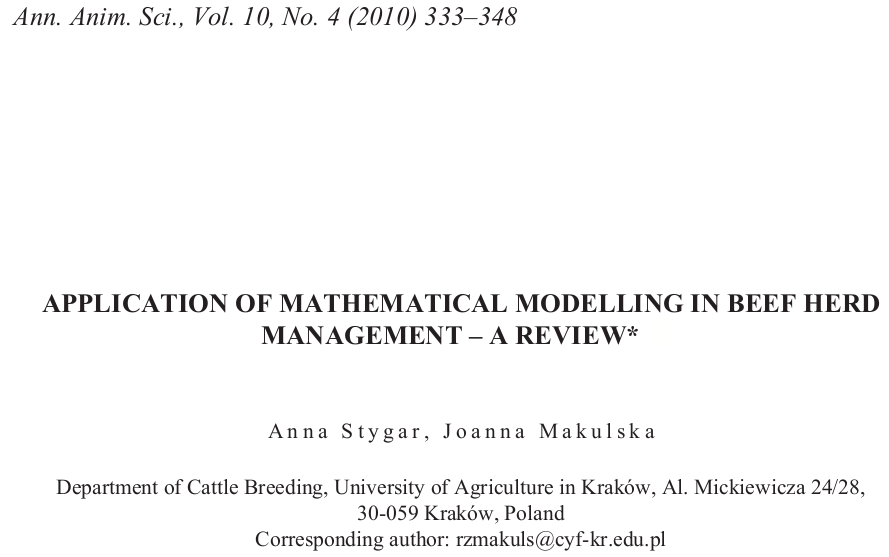 Ann. Anim. Sci., Vol. 10, No. 4 (2010) 333–348
APPLICATION OF MATHEMATICAL MODELLING IN BEEF HERD
MANAGEMENT – A REVIEW*
Anna Stygar, Joanna Makulska
Department of Cattle Breeding, University of Agriculture in Kraków, Al. Mickiewicza 24/28,
30-059 Kraków, Poland
Corresponding author: rzmakuls@cyf-kr.edu.pl